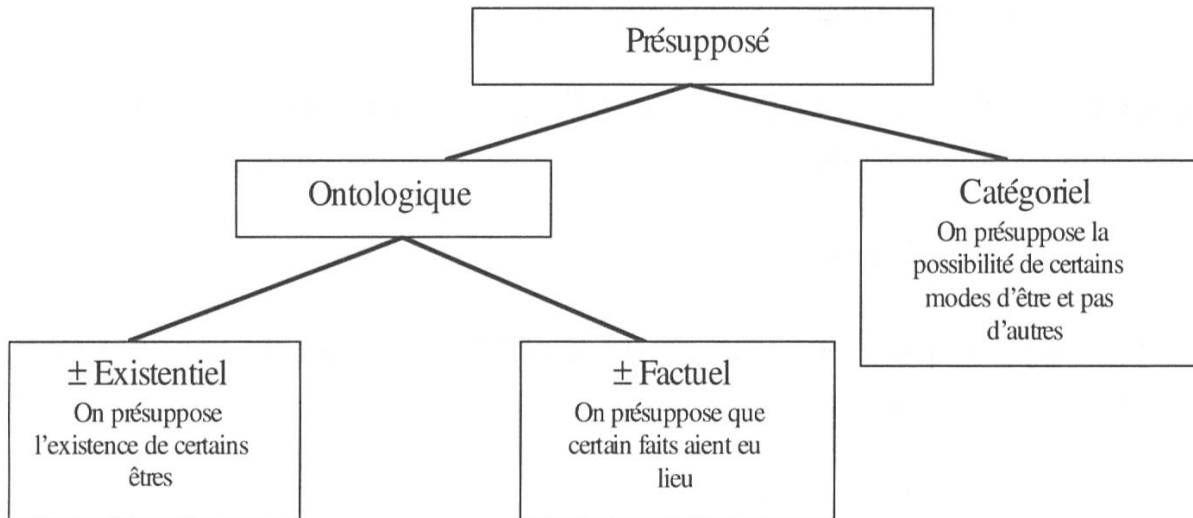 Présupposé
Ontologique
Catégoriel
On présuppose la
possibilité de certains
modes d'être et pas
d'autres
± Existentiel
On présuppose
l'existence de certains
êtres
± Factuel
On présuppose que
certain faits aient eu
lieu